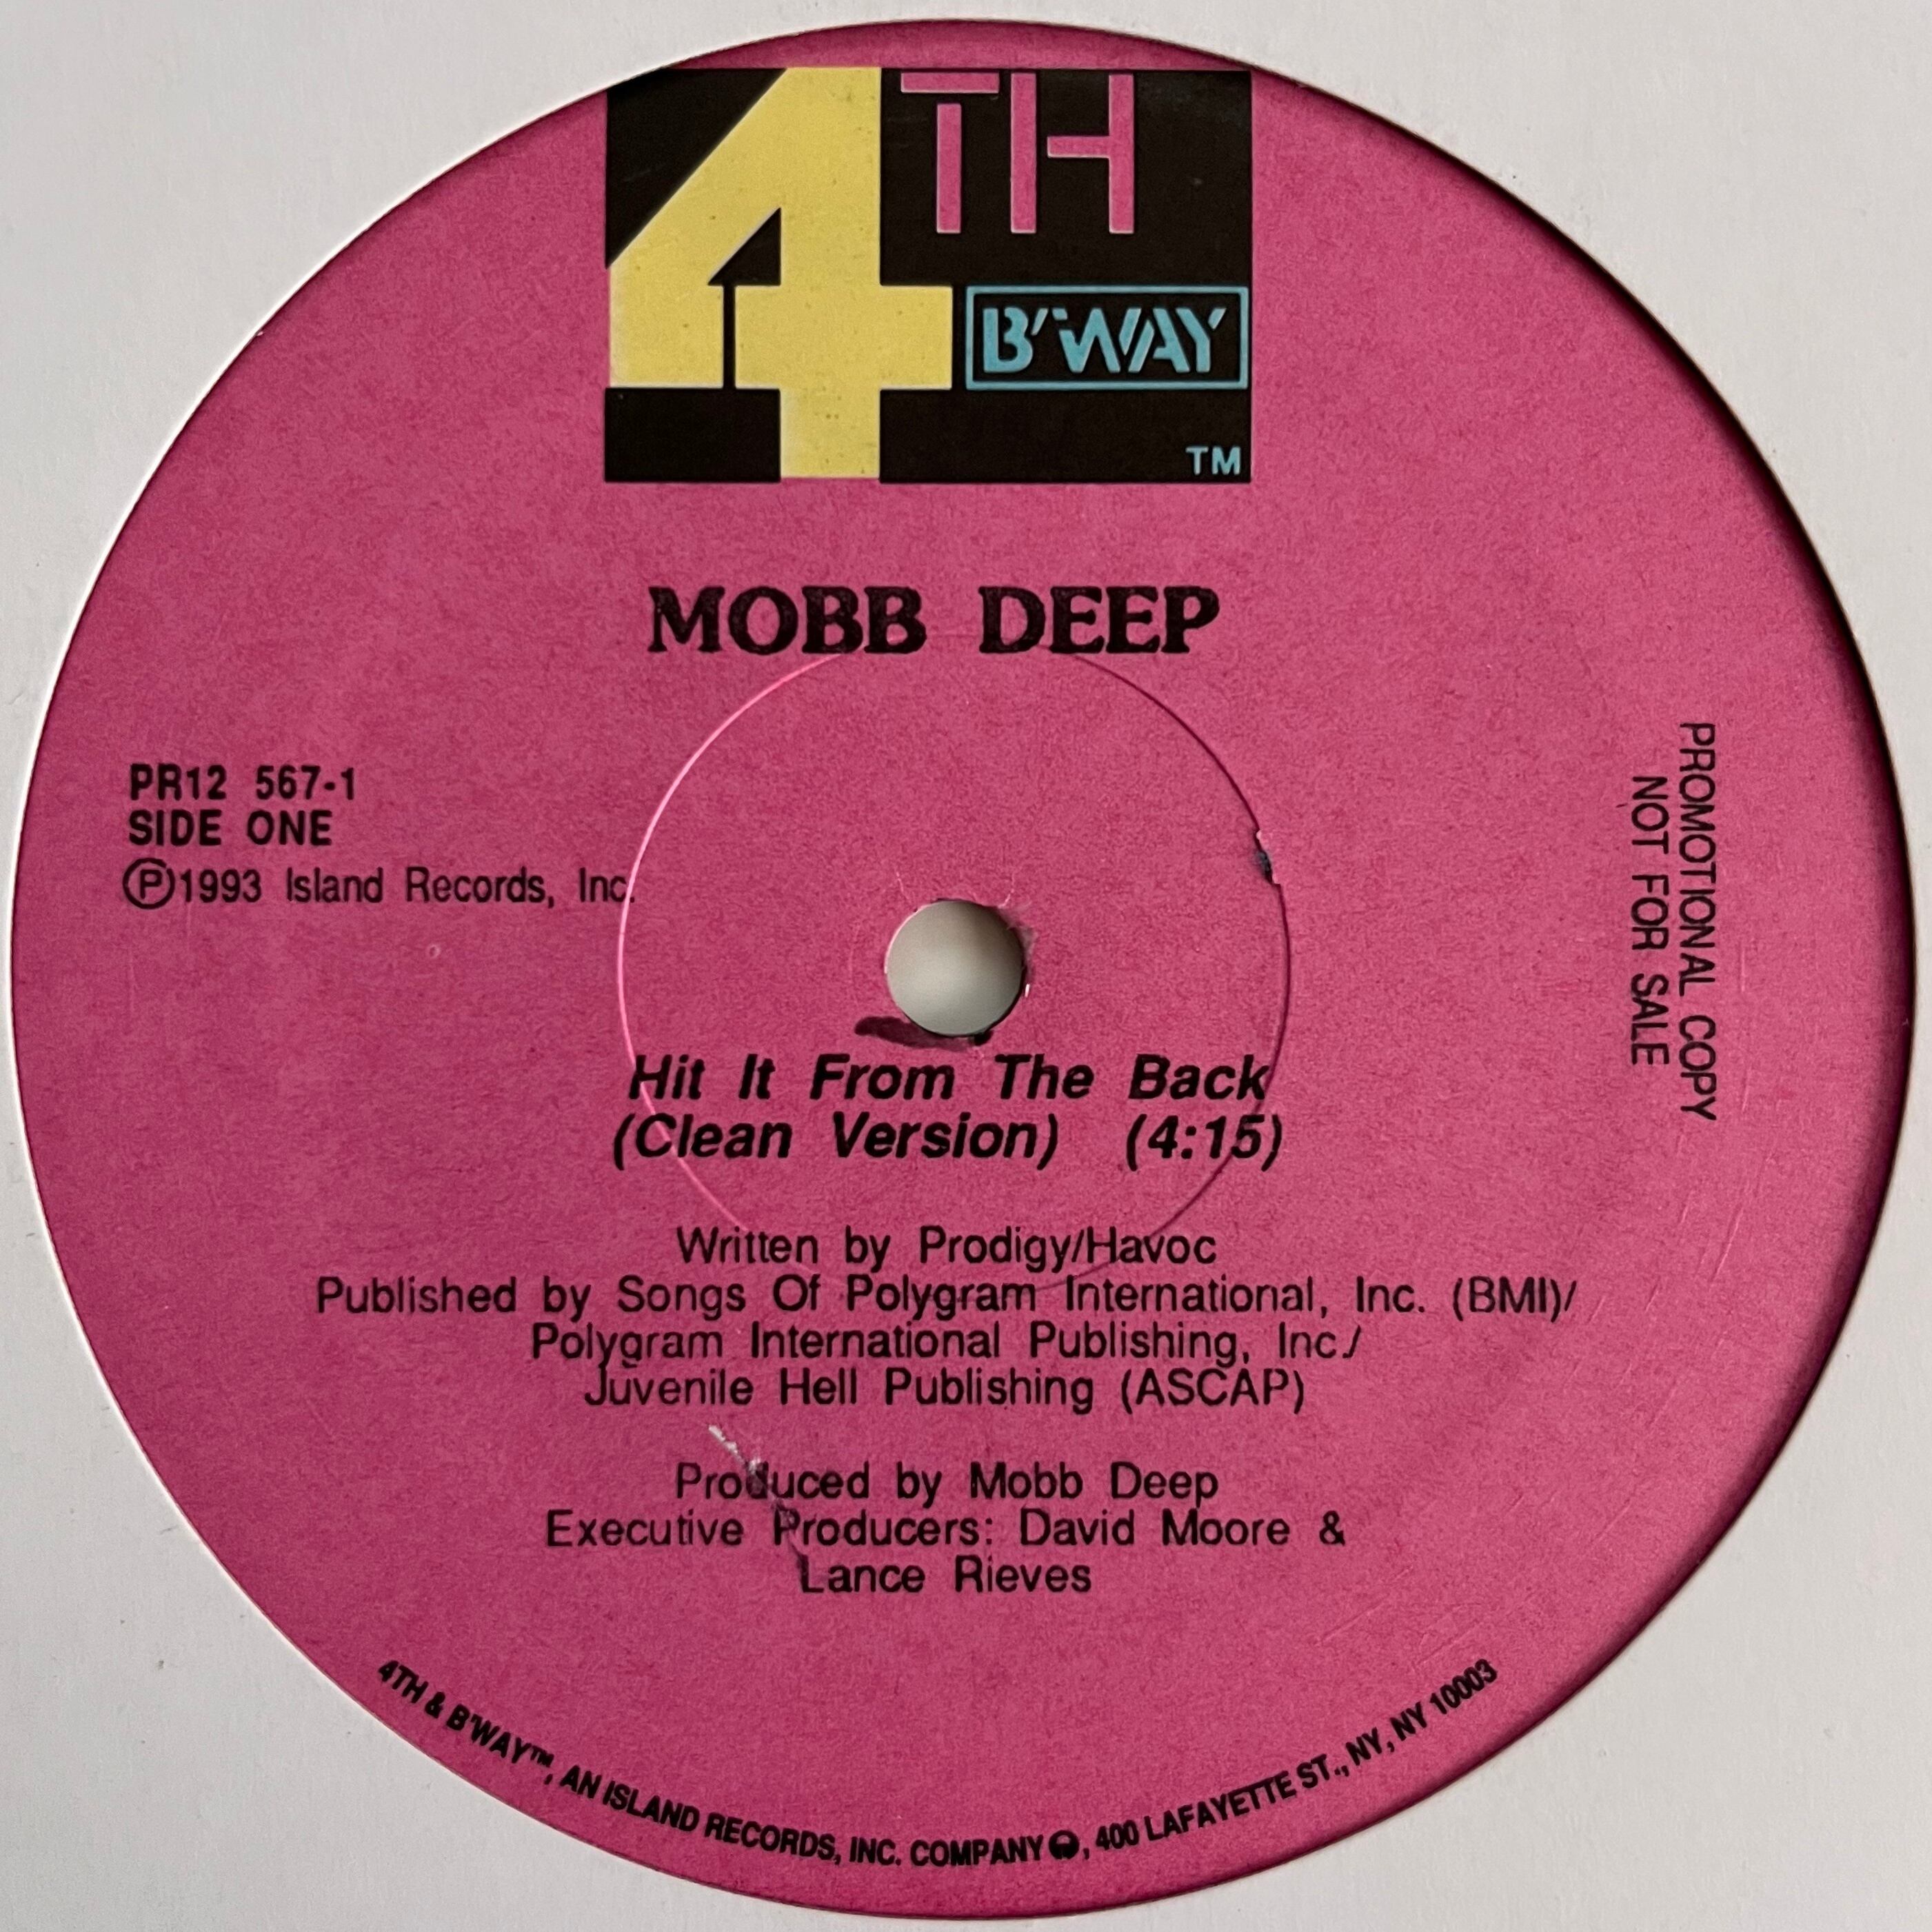 4TH
B'WAY
TM
MOBB DEEP
PR12 567-1
SIDE ONE
Ⓟ1993 Island Records, Inc.
PROMOTIONAL COPY
NOT FOR SALE
Hit It From The Back
(Clean Version) (4:15)
Written by Prodigy/Havoc
Published by Songs Of Polygram International, Inc. (BMI)/
Polygram International Publishing, Inc./
Juvenile Hell Publishing (ASCAP)
Produced by Mobb Deep
Executive Producers: David Moore &
Lance Rieves
4TH & B'WAY™, AN ISLAND RECORDS, INC. COMPANY, 400 LAFAYETTE ST., NY, NY 10003